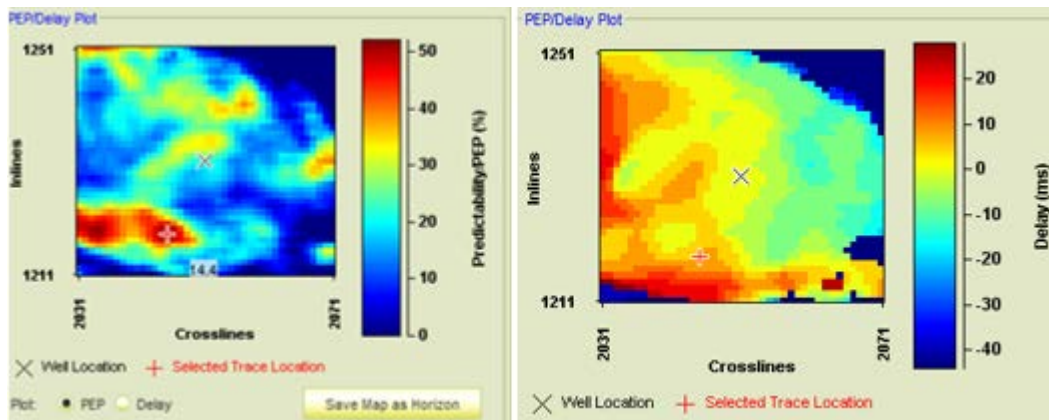 PEP/Delay Plot
1251
Inlines
1211
14.4
2031
2071
Crosslines
50
40
30
20
10
0
Predictability/PEP (%)
Well Location
Selected Trace Location
Plot: PEP Delay
Save Map as Horizon
PEP/Delay Plot
1251
Inlines
1211
2031
2071
Crosslines
20
10
0
-10
-20
-30
-40
Delay (ms)
Well Location
Selected Trace Location